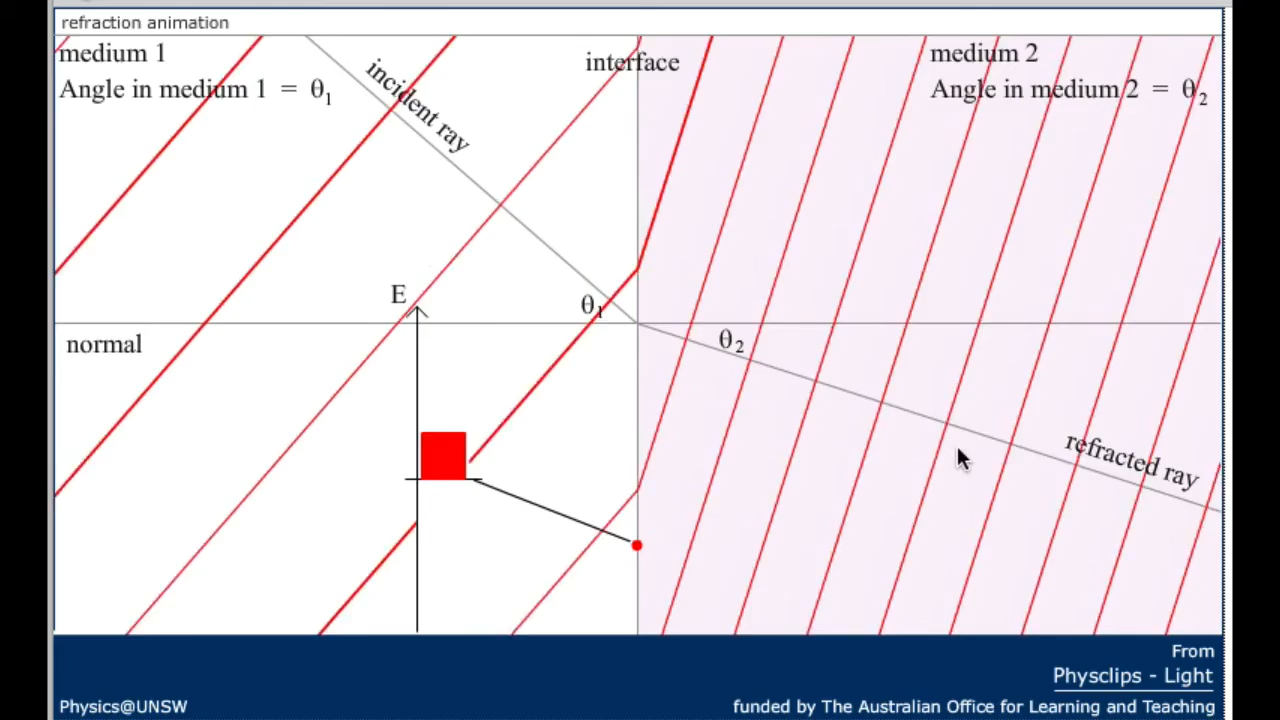 refraction animation
medium 1
Angle in medium 1 = θ1
incident ray
interface
medium 2
Angle in medium 2 = θ2
E
θ1
normal
θ2
refracted ray
From
Physclips - Light
Physics@UNSW
funded by The Australian Office for Learning and Teaching